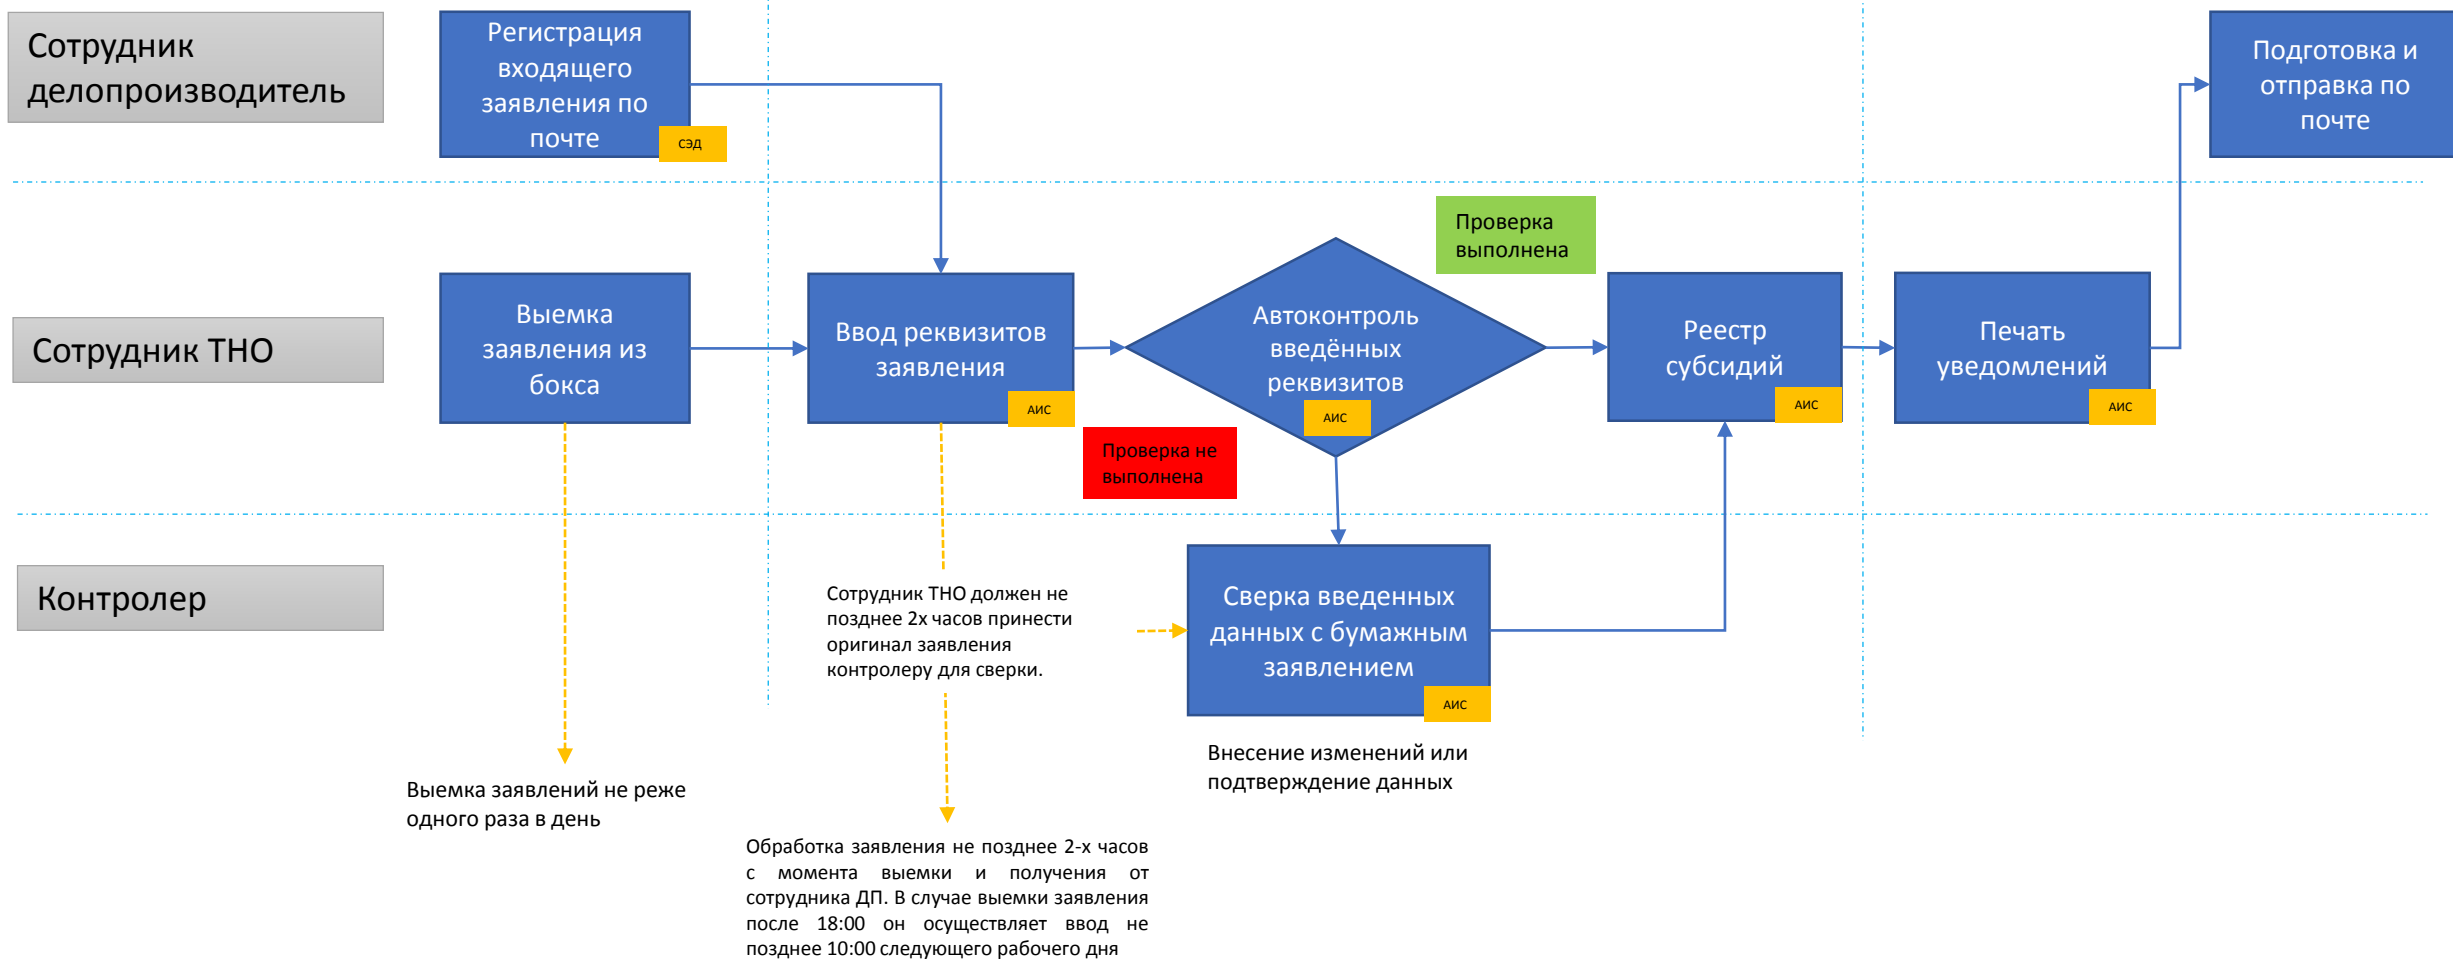 Сотрудник
делопроизводитель
Регистрация
входящего
заявления по
почте
СЭД
Подготовка и
отправка по
почте
Сотрудник ТНО
Выемка
заявления из
бокса
Ввод реквизитов
заявления
АИС
Автоконтроль
введённых
реквизитов
АИС
Проверка
выполнена
Проверка не
выполнена
Реестр
субсидий
АИС
Печать
уведомлений
АИС
Контролер
Сотрудник ТНО должен не
позднее 2х часов принести
оригинал заявления
контролеру для сверки.
Сверка введенных
данных с бумажным
заявлением
АИС
Внесение изменений или
подтверждение данных
Выемка заявлений не реже
одного раза в день
Обработка заявления не позднее 2-х часов
с момента выемки и получения от
сотрудника ДП. В случае выемки заявления
после 18:00 он осуществляет ввод не
позднее 10:00 следующего рабочего дня